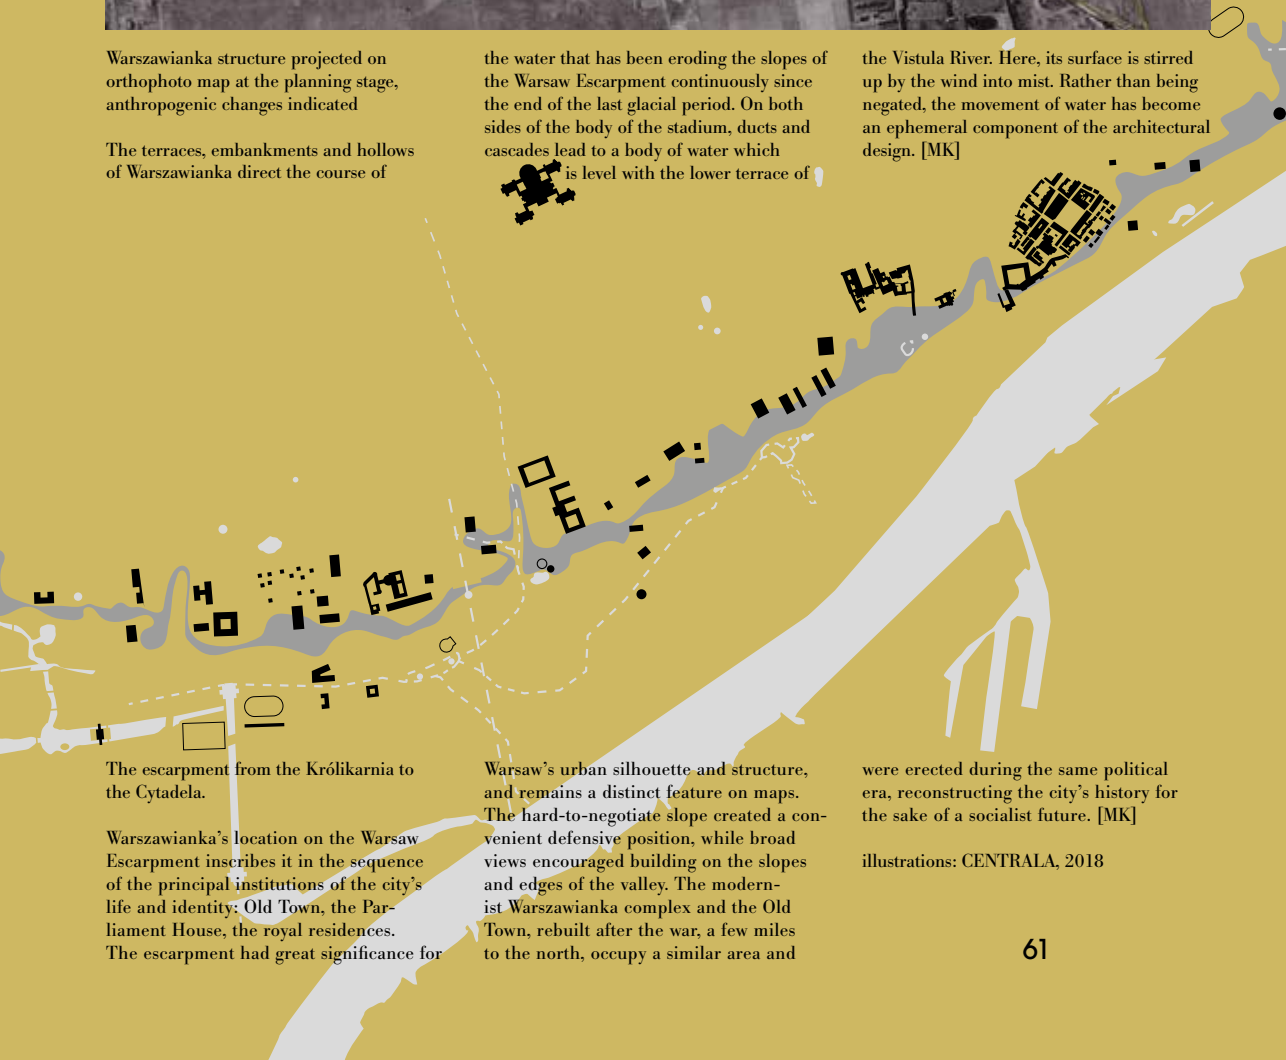 Warszawianka structure projected on
orthophoto map at the planning stage,
anthropogenic changes indicated
The terraces, embankments and hollows
of Warszawianka direct the course of
the water that has been eroding the slopes of
the Warsaw Escarpment continuously since
the end of the last glacial period. On both
sides of the body of the stadium, ducts and
cascades lead to a body of water which
is level with the lower terrace of
the Vistula River. Here, its surface is stirred
up by the wind into mist. Rather than being
negated, the movement of water has become
an ephemeral component of the architectural
design. [MK]
The escarpment from the Królikarnia to
the Cytadela.
Warszawianka’s location on the Warsaw
Escarpment inscribes it in the sequence
of the principal institutions of the city’s
life and identity: Old Town, the Par-
liament House, the royal residences.
The escarpment had great significance for
Warsaw’s urban silhouette and structure,
and remains a distinct feature on maps.
The hard-to-negotiate slope created a con-
venient defensive position, while broad
views encouraged building on the slopes
and edges of the valley. The modern-
ist Warszawianka complex and the Old
Town, rebuilt after the war, a few miles
to the north, occupy a similar area and
were erected during the same political
era, reconstructing the city’s history for
the sake of a socialist future. [MK]
illustrations: CENTRALA, 2018
61